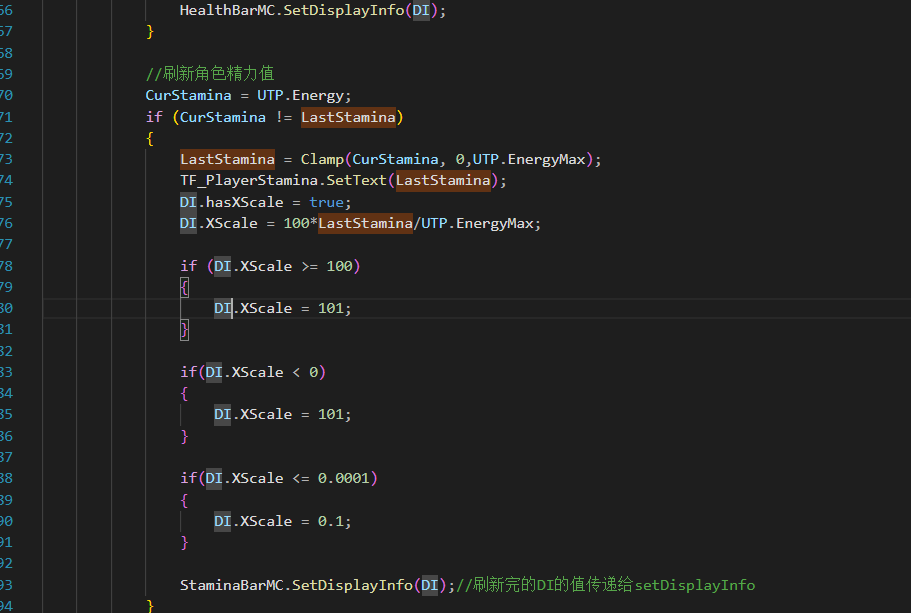 66 HealthBarMC.SetDisplayInfo(DI);
67 }
68
69 //刷新角色精力值
70 CurStamina = UTP.Energy;
71 if (CurStamina != LastStamina)
72 {
73 LastStamina = Clamp(CurStamina, 0,UTP.EnergyMax);
74 TF_PlayerStamina.SetText(LastStamina);
75 DI.hasXScale = true;
76 DI.XScale = 100*LastStamina/UTP.EnergyMax;
77
78 if (DI.XScale >= 100)
79 {
80 DI.XScale = 101;
81 }
82
83 if(DI.XScale < 0)
84 {
85 DI.XScale = 101;
86 }
87
88 if(DI.XScale <= 0.0001)
89 {
90 DI.XScale = 0.1;
91 }
92
93 StaminaBarMC.SetDisplayInfo(DI);//刷新完的DI的值传递给setDisplayInfo
94 }